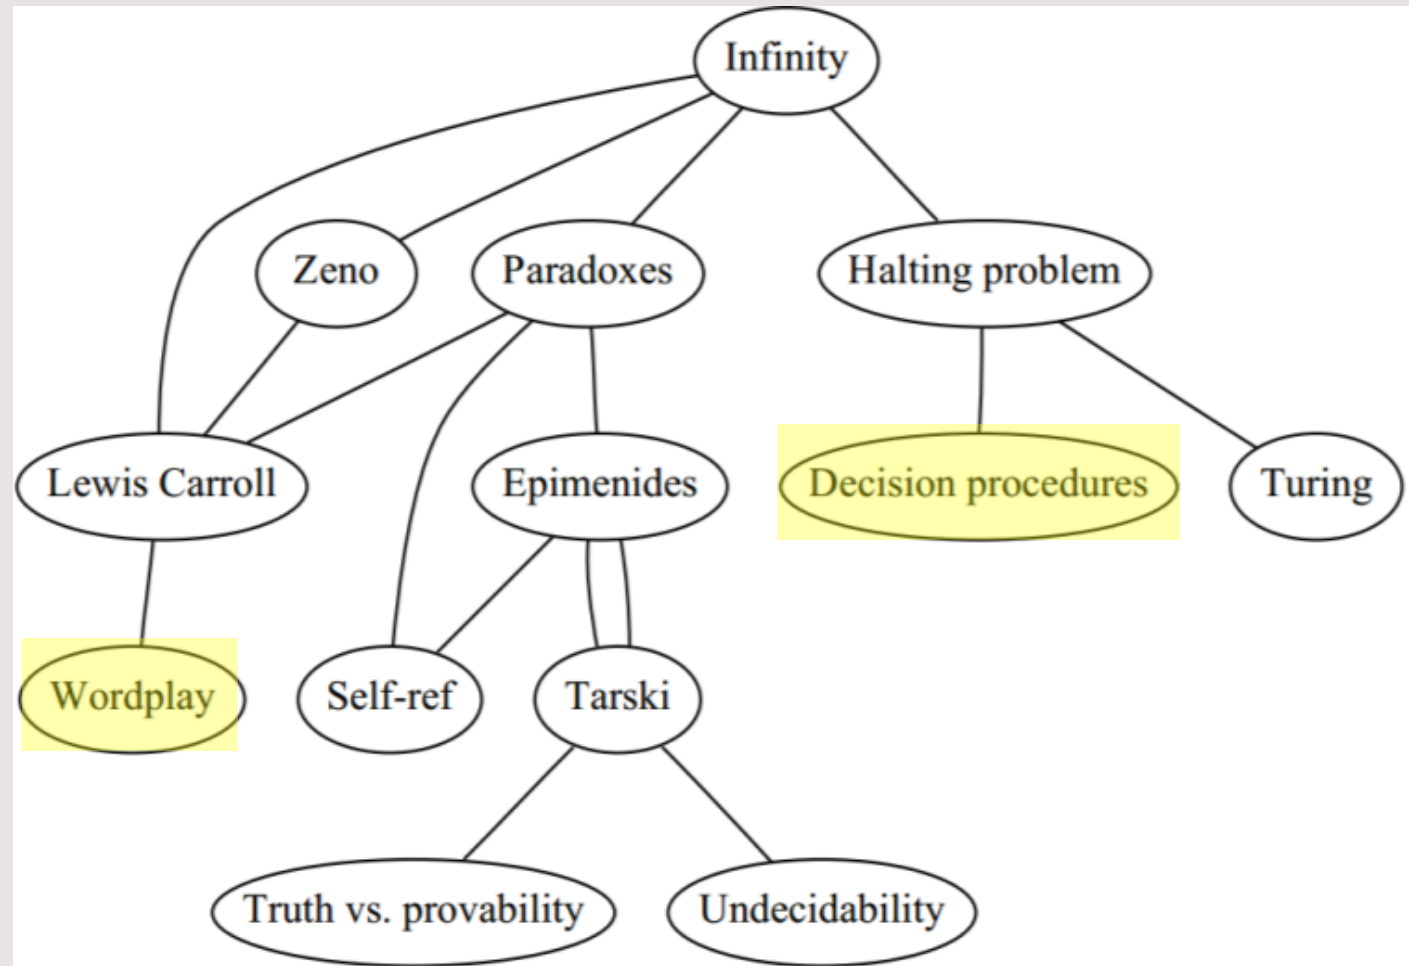 Infinity
Zeno
Paradoxes
Halting problem
Lewis Carroll
Epimenides
Decision procedures
Turing
Wordplay
Self-ref
Tarski
Truth vs. provability
Undecidability